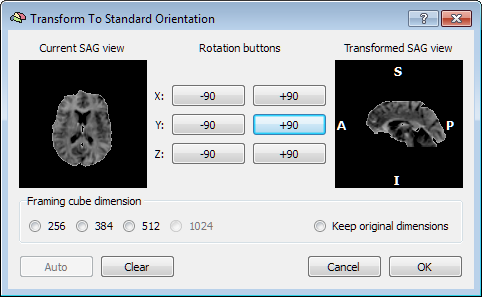 Transform To Standard Orientation
Current SAG view
Rotation buttons
Transformed SAG view
X: -90 +90
Y: -90 +90
Z: -90 +90
S
A P
I
Framing cube dimension
256 384 512 1024 Keep original dimensions
Auto Clear Cancel OK